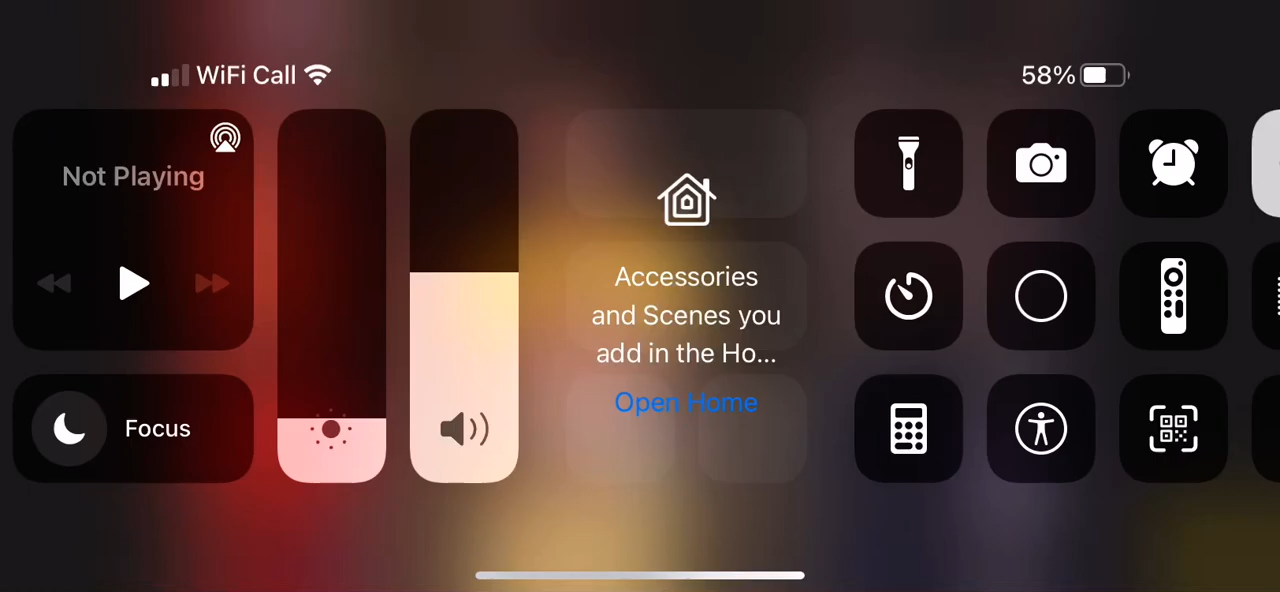 WiFi Call
58%
Not Playing
Accessories
and Scenes you
add in the Ho...
Open Home
Focus